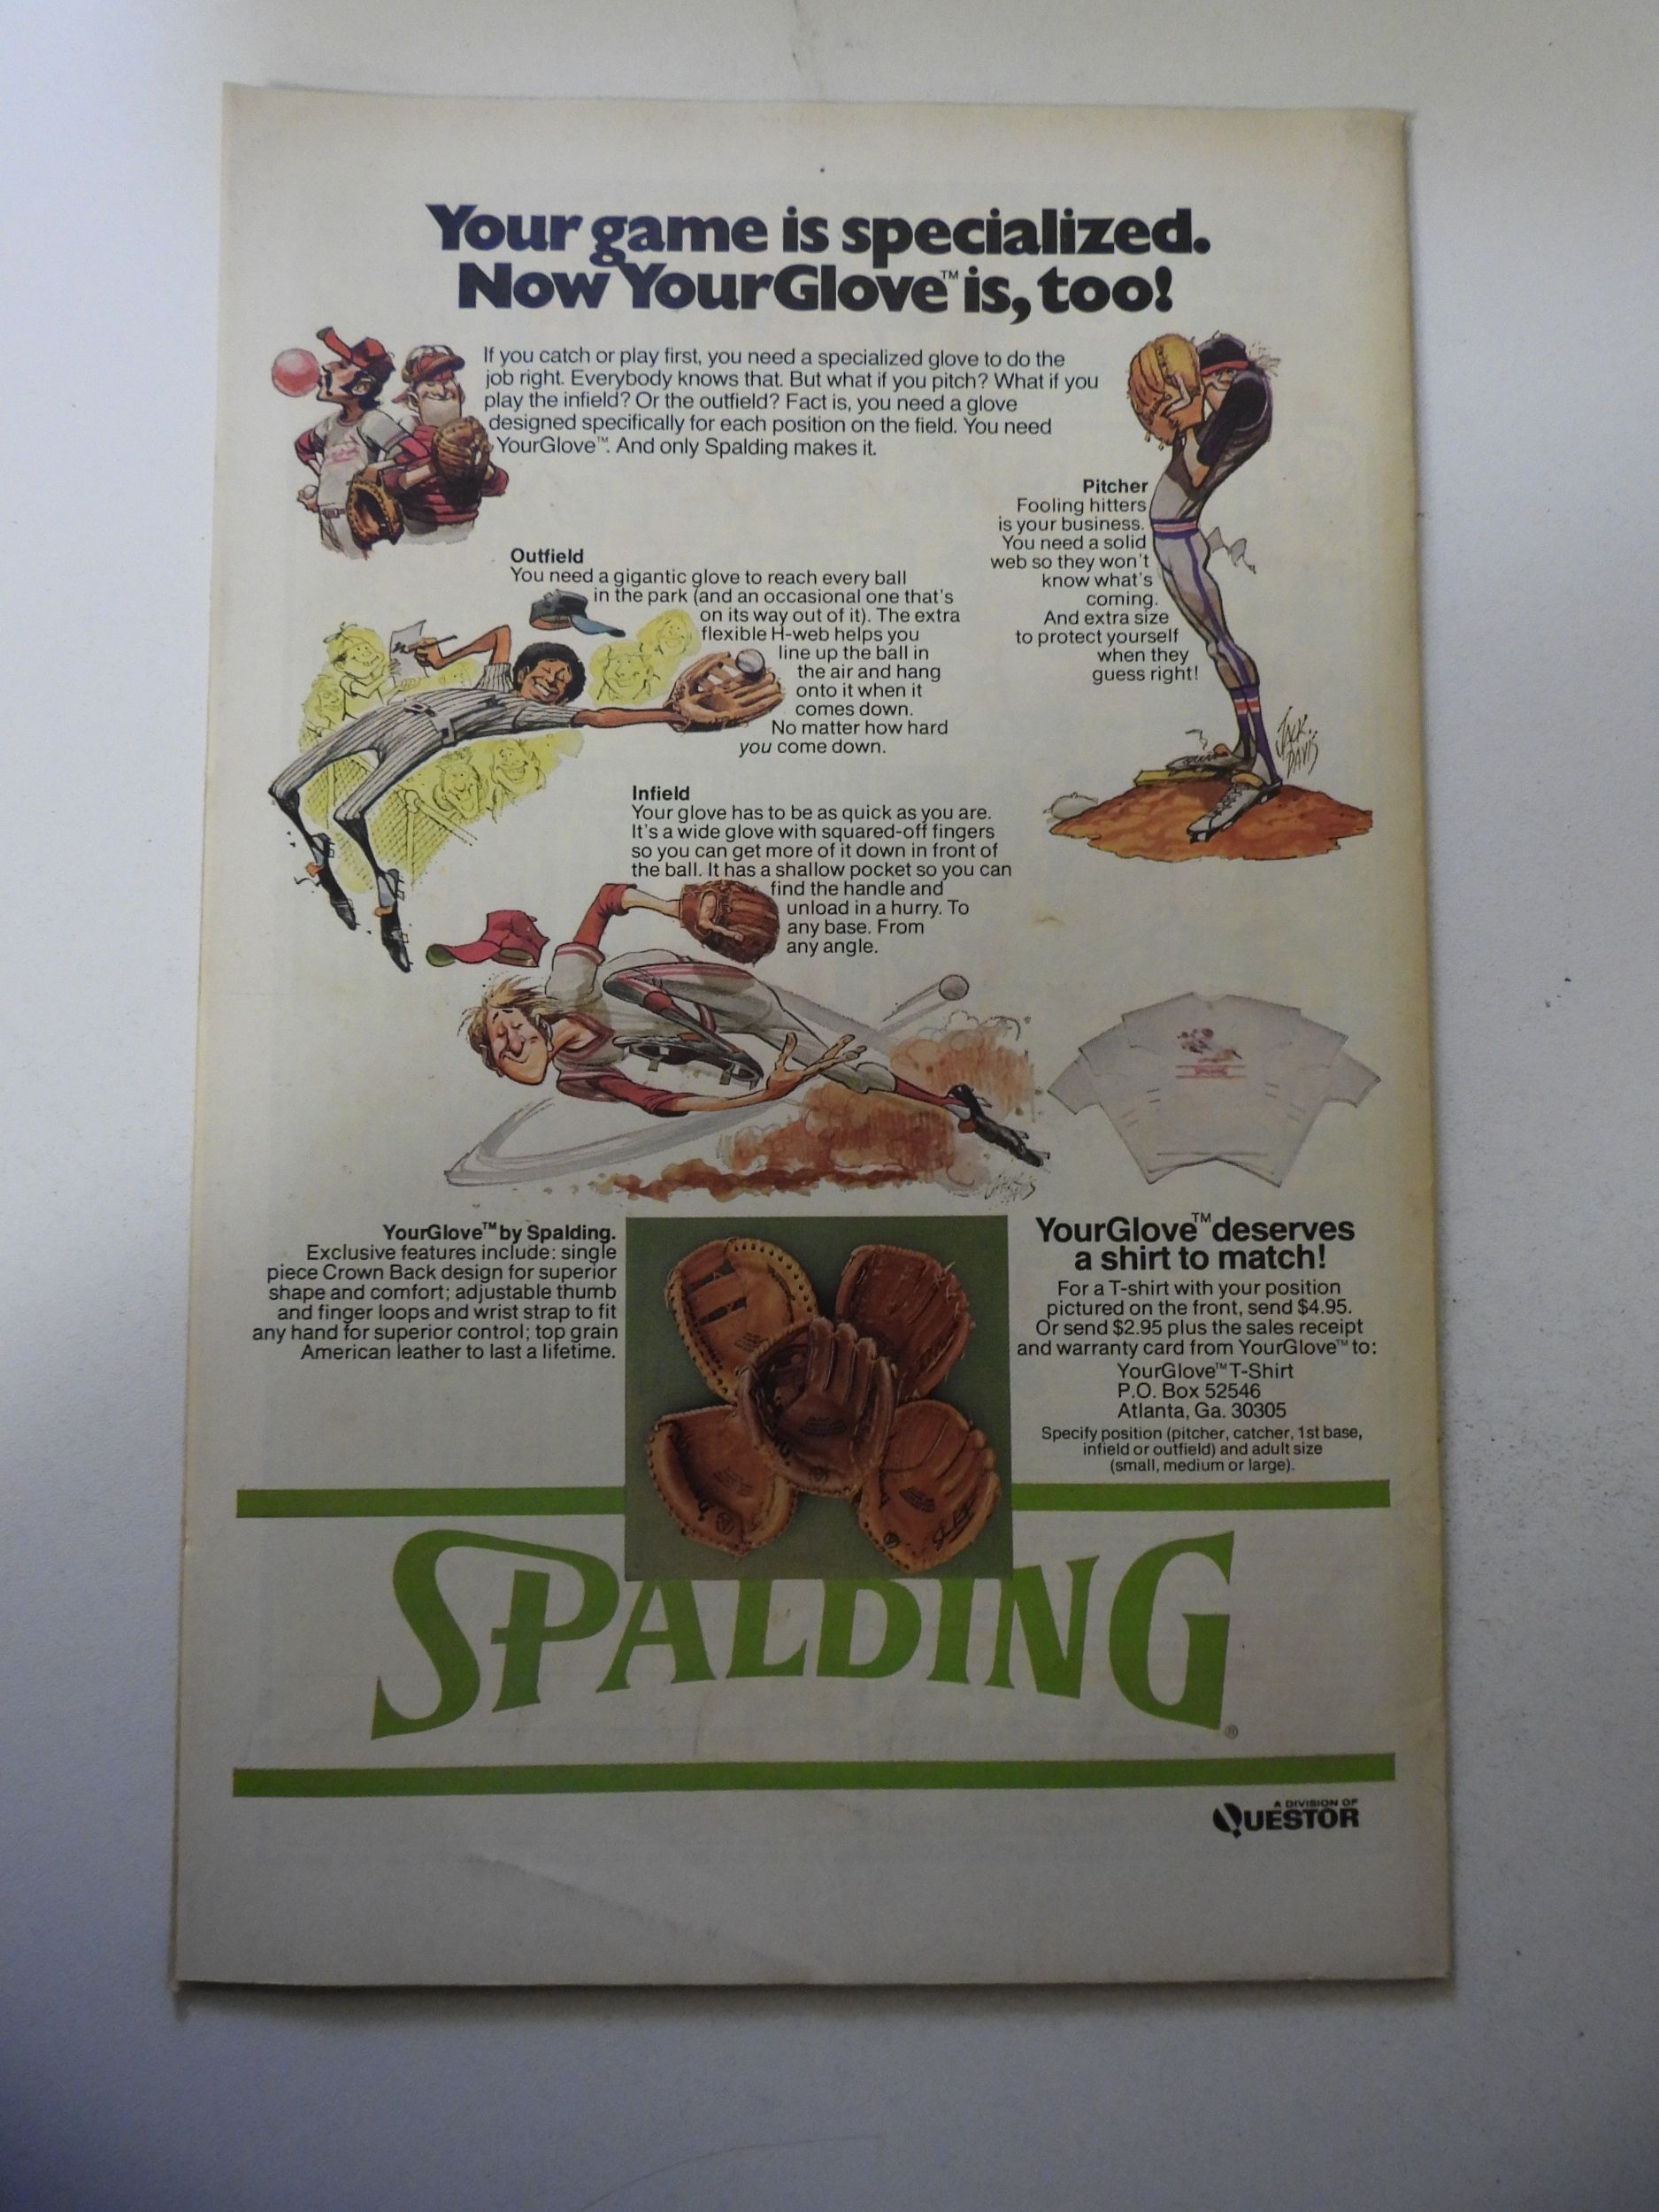 Your game is specialized.
Now YourGlove™ is, too!
If you catch or play first, you need a specialized glove to do the
job right. Everybody knows that. But what if you pitch? What if you
play the infield? Or the outfield? Fact is, you need a glove
designed specifically for each position on the field. You need
YourGlove™. And only Spalding makes it.
Pitcher
Fooling hitters
is your business.
You need a solid
web so they won't
know what's
coming.
And extra size
to protect yourself
when they
guess right!
JACK DAVIS
Outfield
You need a gigantic glove to reach every ball
in the park (and an occasional one that's
on its way out of it). The extra
flexible H-web helps you
line up the ball in
the air and hang
onto it when it
comes down.
No matter how hard
you come down.
Infield
Your glove has to be as quick as you are.
It's a wide glove with squared-off fingers
so you can get more of it down in front of
the ball. It has a shallow pocket so you can
find the handle and
unload in a hurry. To
any base. From
any angle.
SPALDING
YourGlove™ by Spalding.
Exclusive features include: single
piece Crown Back design for superior
shape and comfort; adjustable thumb
and finger loops and wrist strap to fit
any hand for superior control; top grain
American leather to last a lifetime.
YourGlove™ deserves
a shirt to match!
For a T-shirt with your position
pictured on the front, send $4.95.
Or send $2.95 plus the sales receipt
and warranty card from YourGlove™ to:
YourGlove™ T-Shirt
P.O. Box 52546
Atlanta, Ga. 30305
Specify position (pitcher, catcher, 1st base,
infield or outfield) and adult size
(small, medium or large).
SPALDING®
A DIVISION OF
QUESTOR